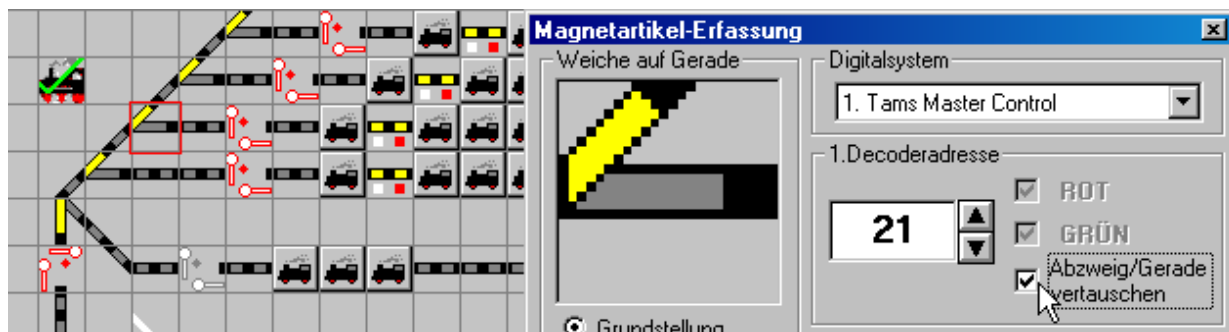 Magnetartikel-Erfassung
Weiche auf Gerade
Digitalsystem
1. Tams Master Control
1.Decoderadresse
21
ROT
GRÜN
Abzweig/Gerade
vertauschen
Grundstellung